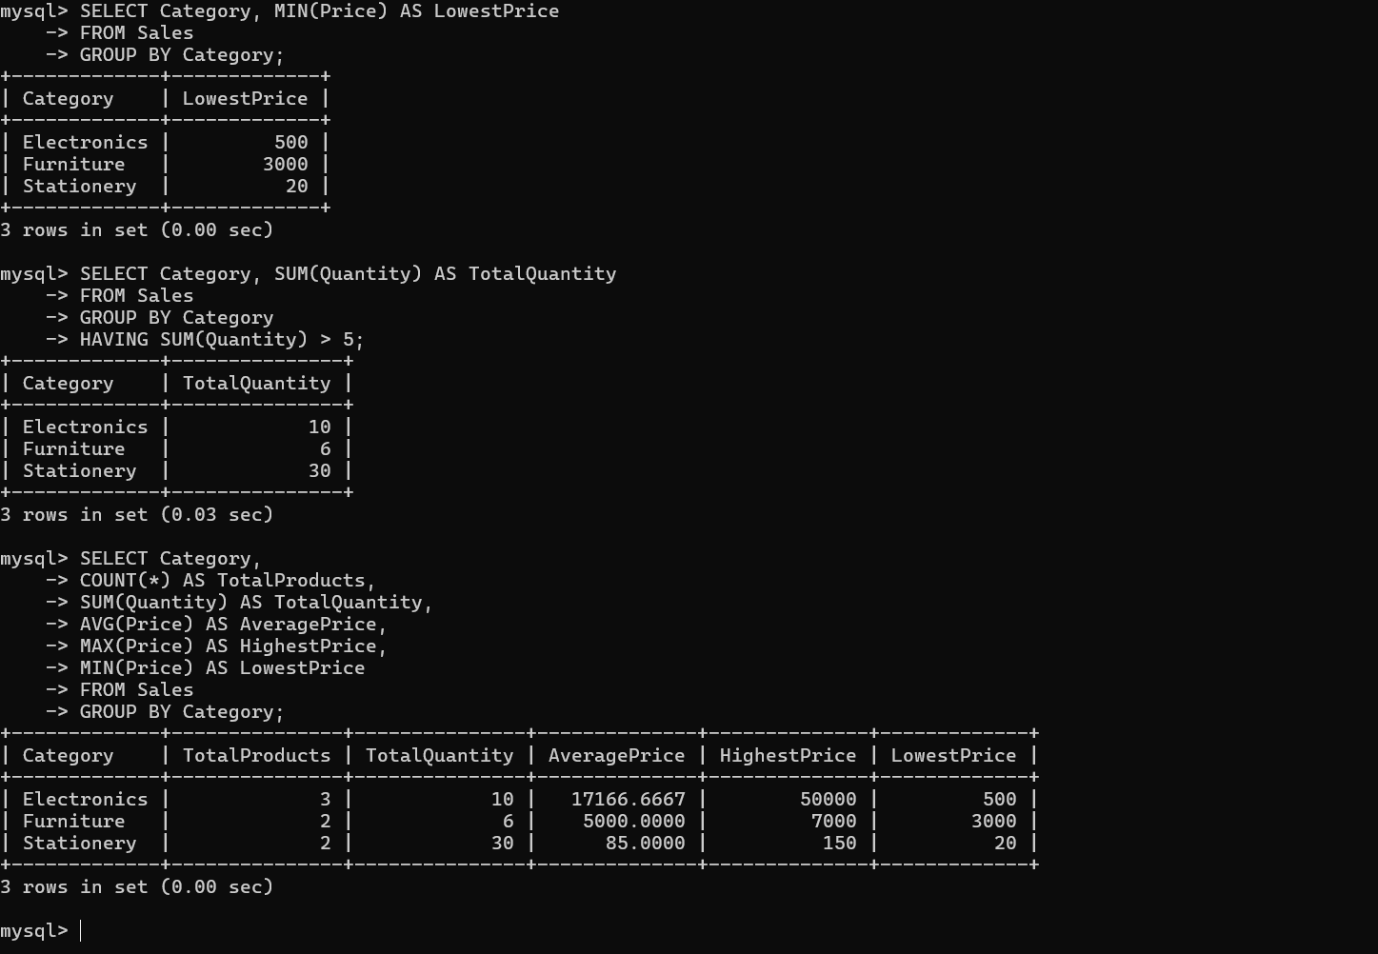 mysql> SELECT Category, MIN(Price) AS LowestPrice
    -> FROM Sales
    -> GROUP BY Category;
+-------------+-------------+
| Category    | LowestPrice |
+-------------+-------------+
| Electronics |         500 |
| Furniture   |        3000 |
| Stationery  |          20 |
+-------------+-------------+
3 rows in set (0.00 sec)

mysql> SELECT Category, SUM(Quantity) AS TotalQuantity
    -> FROM Sales
    -> GROUP BY Category
    -> HAVING SUM(Quantity) > 5;
+-------------+---------------+
| Category    | TotalQuantity |
+-------------+---------------+
| Electronics |            10 |
| Furniture   |             6 |
| Stationery  |            30 |
+-------------+---------------+
3 rows in set (0.03 sec)

mysql> SELECT Category,
    -> COUNT(*) AS TotalProducts,
    -> SUM(Quantity) AS TotalQuantity,
    -> AVG(Price) AS AveragePrice,
    -> MAX(Price) AS HighestPrice,
    -> MIN(Price) AS LowestPrice
    -> FROM Sales
    -> GROUP BY Category;
+-------------+---------------+---------------+--------------+--------------+-------------+
| Category    | TotalProducts | TotalQuantity | AveragePrice | HighestPrice | LowestPrice |
+-------------+---------------+---------------+--------------+--------------+-------------+
| Electronics |             3 |            10 |   17166.6667 |        50000 |         500 |
| Furniture   |             2 |             6 |    5000.0000 |         7000 |        3000 |
| Stationery  |             2 |            30 |      85.0000 |          150 |          20 |
+-------------+---------------+---------------+--------------+--------------+-------------+
3 rows in set (0.00 sec)

mysql>